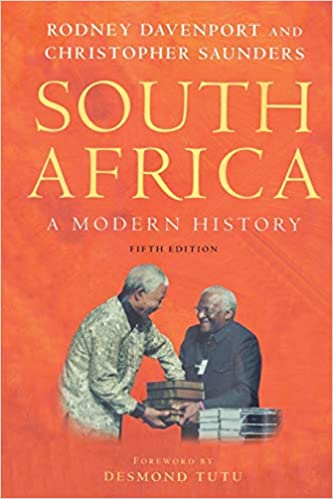 RODNEY DAVENPORT AND
CHRISTOPHER SAUNDERS
SOUTH
AFRICA
A MODERN HISTORY
FIFTH EDITION
FOREWORD BY
DESMOND TUTU